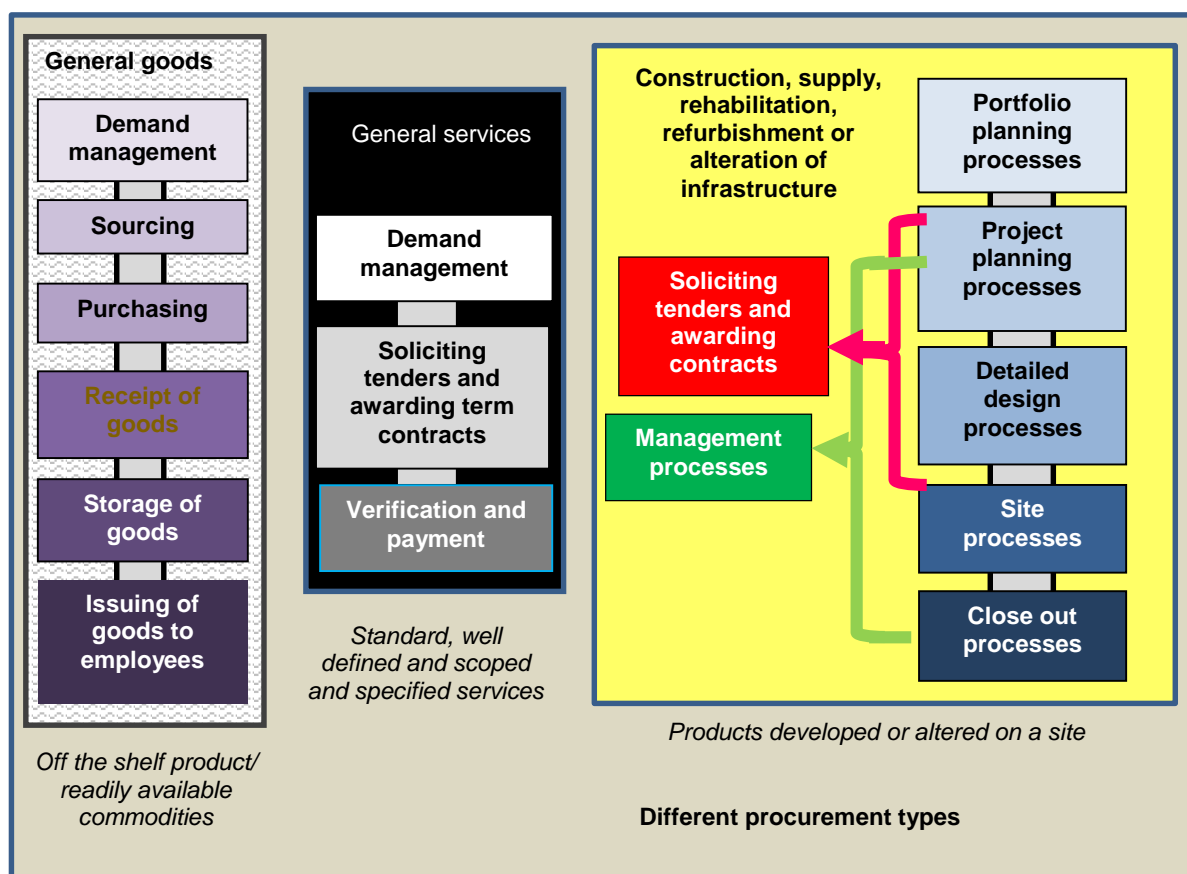 General goods
Demand
management
Sourcing
Purchasing
Receipt of
goods
Storage of
goods
Issuing of
goods to
employees
Off the shelf product/
readily available
commodities
General services
Demand
management
Soliciting
tenders and
awarding term
contracts
Verification and
payment
Standard, well
defined and scoped
and specified services
Construction, supply,
rehabilitation,
refurbishment or
alteration of
infrastructure
Soliciting
tenders and
awarding
contracts
Management
processes
Portfolio
planning
processes
Project
planning
processes
Detailed
design
processes
Site
processes
Close out
processes
Products developed or altered on a site
Different procurement types